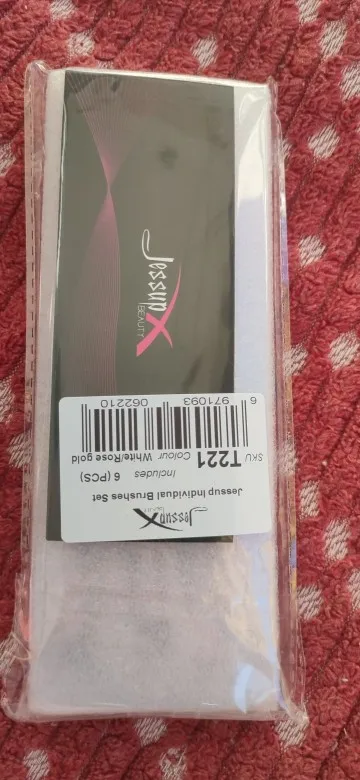 Jessup
BEAUTY
Jessup
BEAUTY
Jessup Individual Brushes Set
Includes 6 (PCS)
SKU T221 Colour White/Rose gold
6 971093 062210